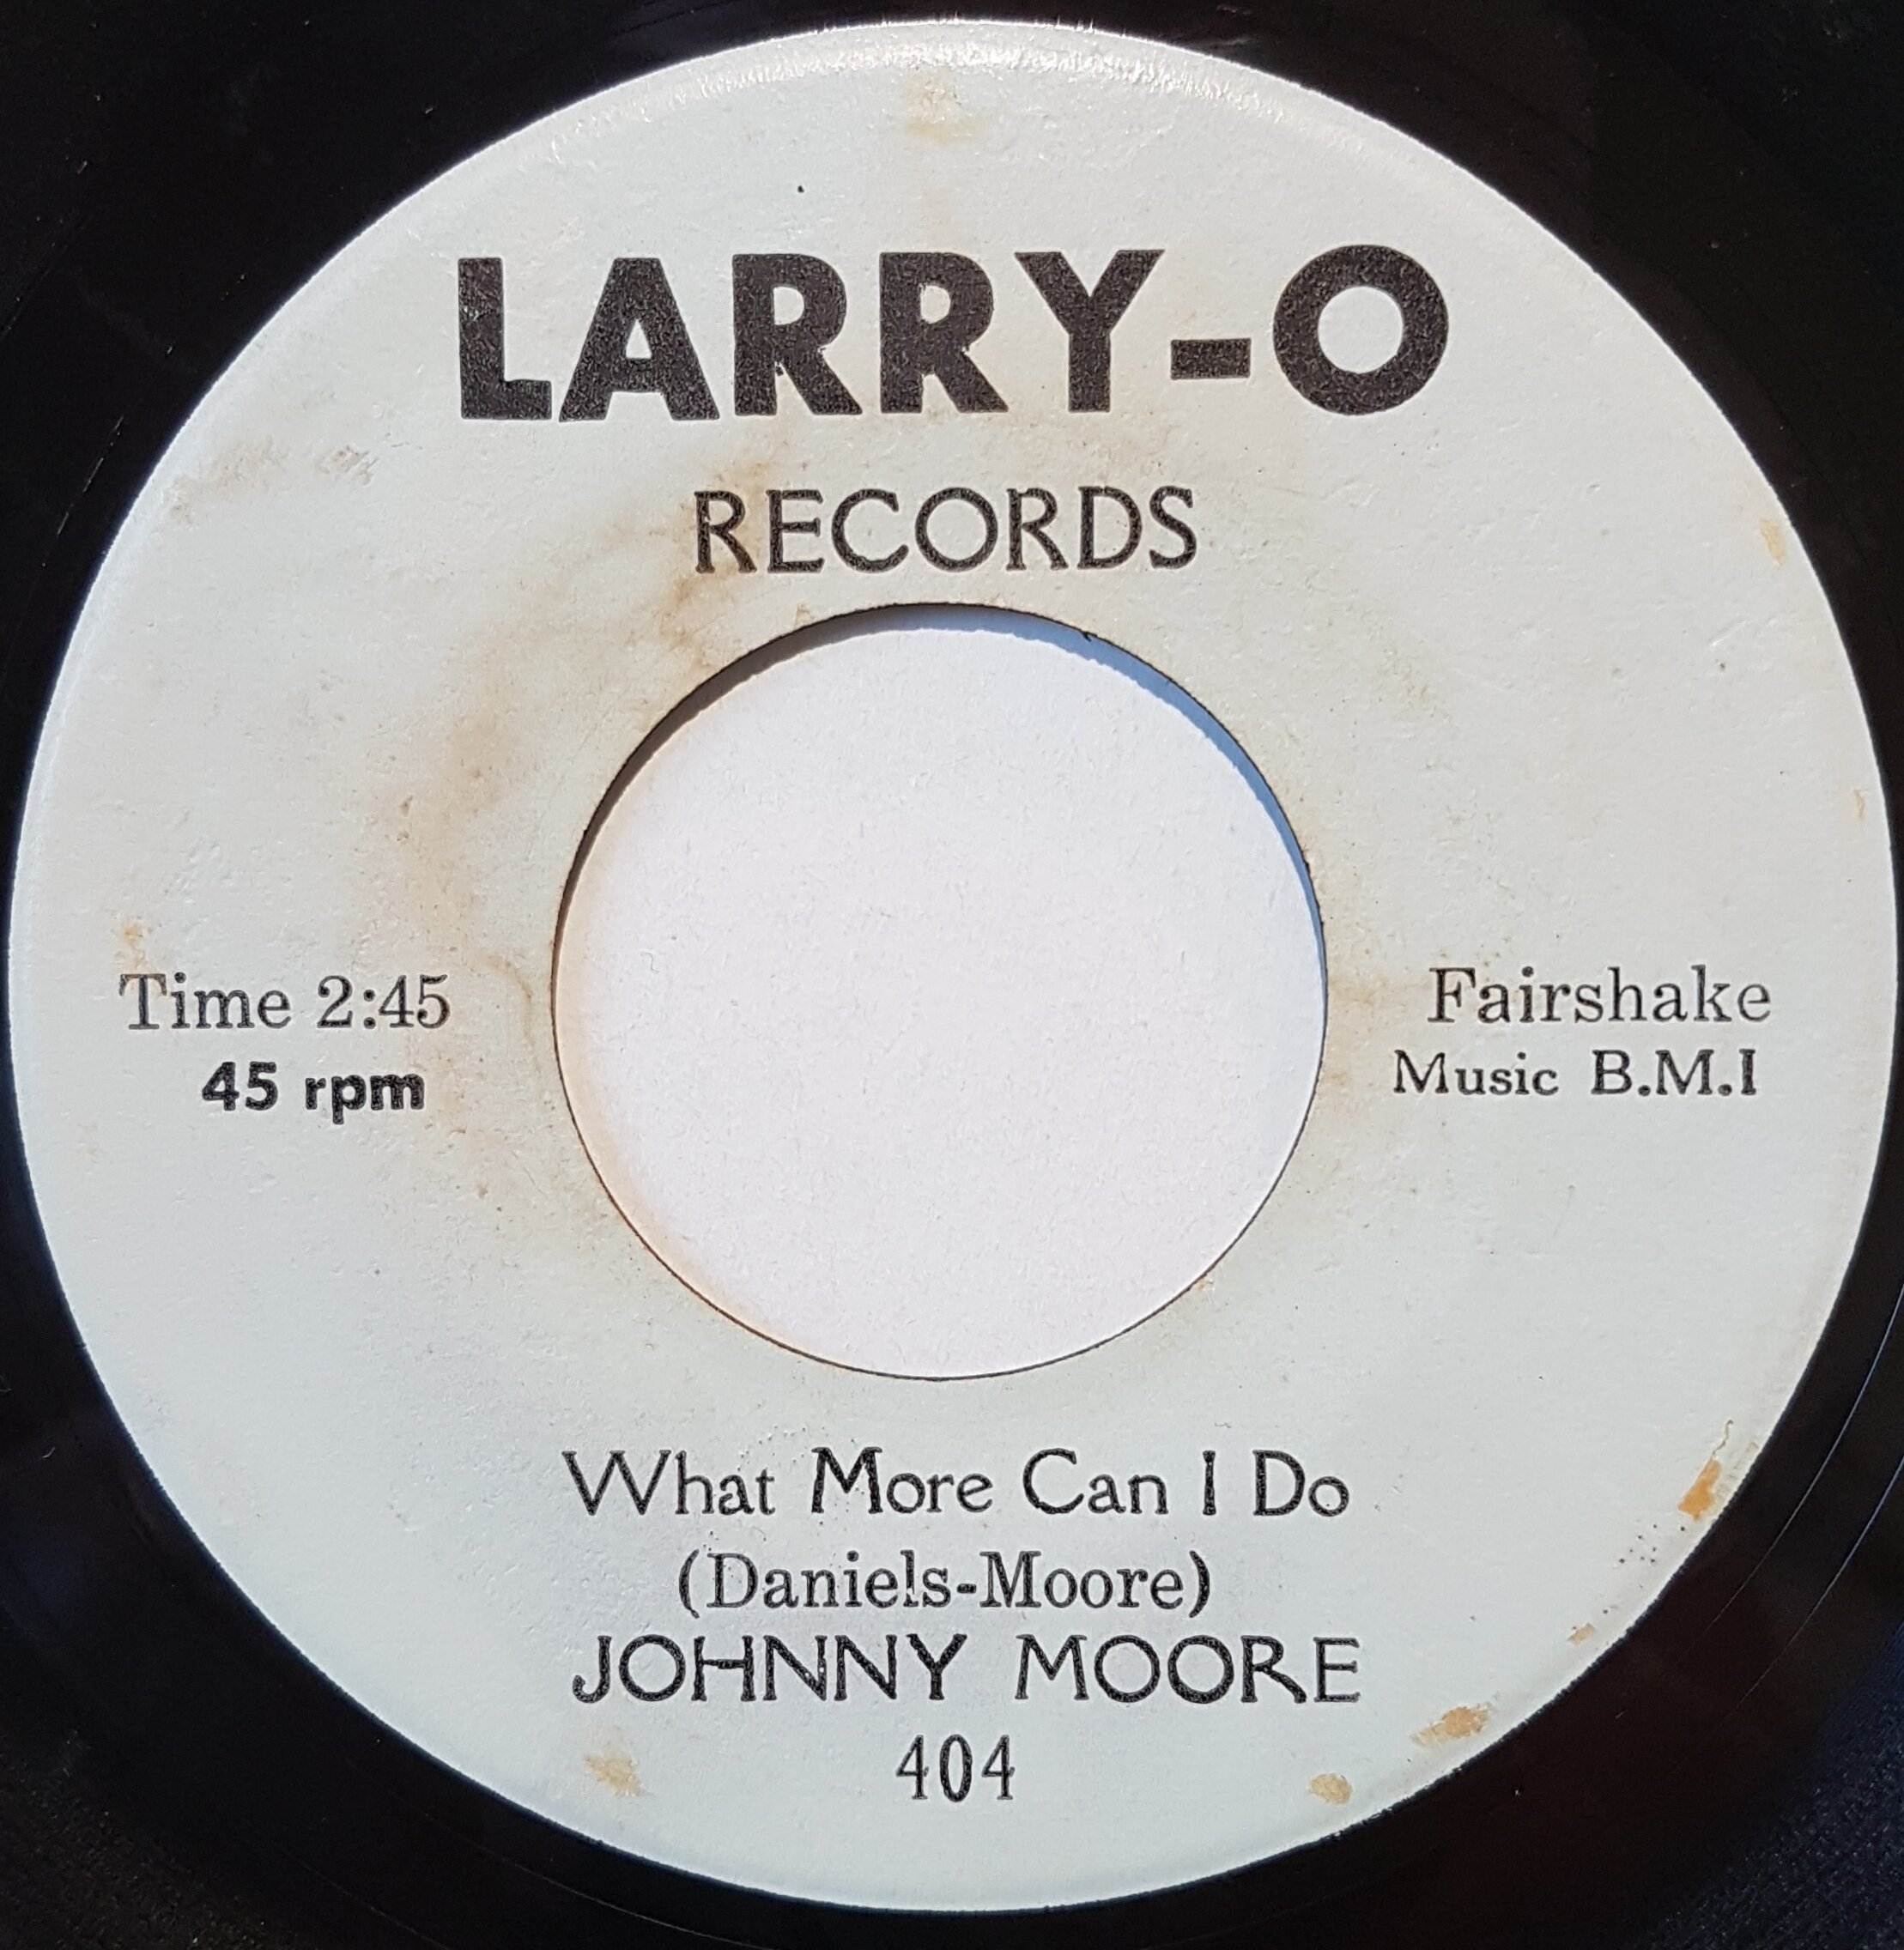 LARRY-O
RECORDS
Time 2:45
45 rpm
Fairshake
Music B.M.I
What More Can I Do
(Daniels-Moore)
JOHNNY MOORE
404